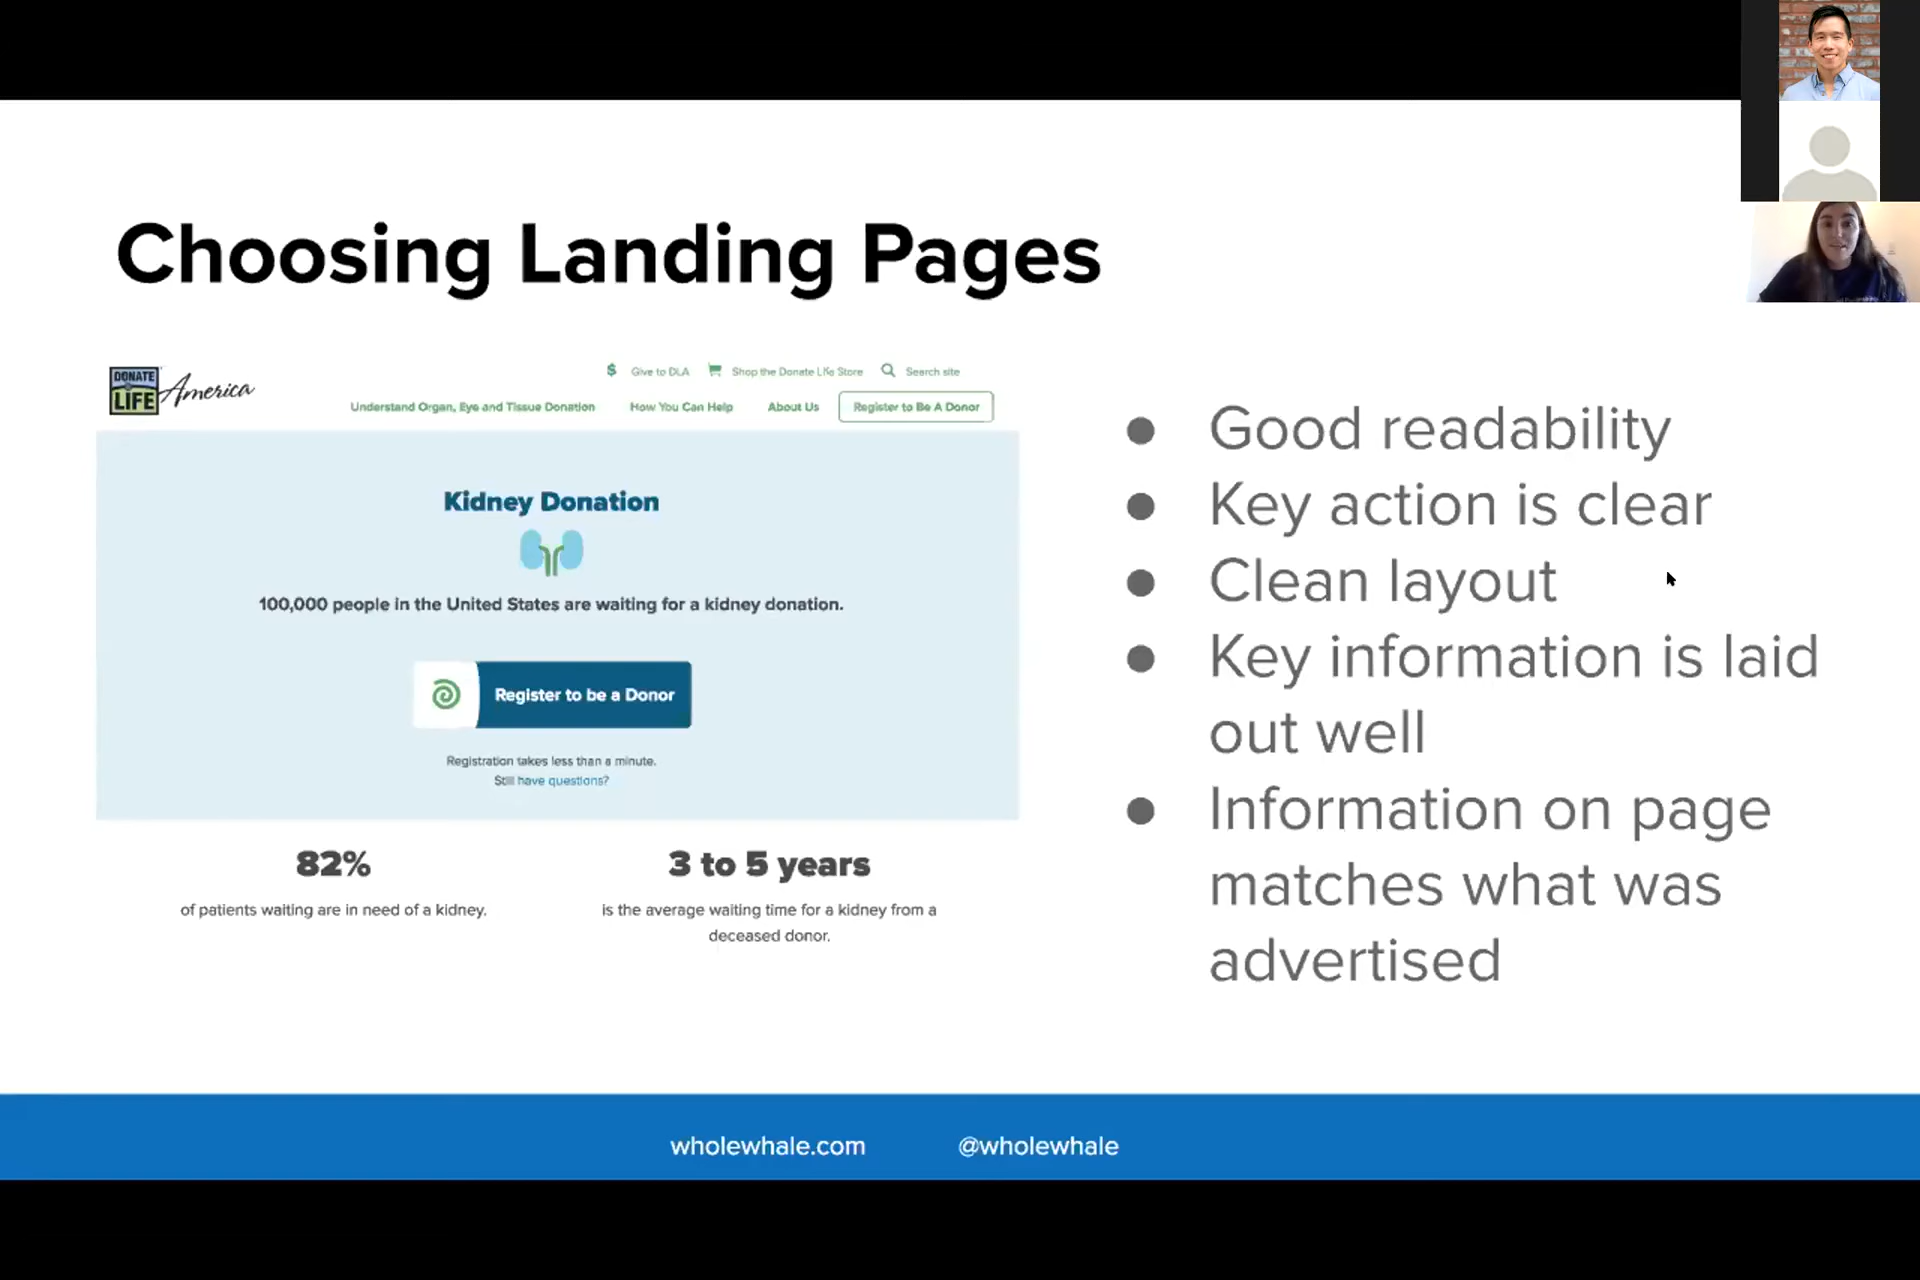 Choosing Landing Pages
DONATE
LIFE America
$ Give to DLA Shop the Donate Life Store Search site
Understand Organ, Eye and Tissue Donation How You Can Help About Us Register to Be A Donor
Kidney Donation
100,000 people in the United States are waiting for a kidney donation.
Register to be a Donor
Registration takes less than a minute.
Still have questions?
82%
of patients waiting are in need of a kidney.
3 to 5 years
is the average waiting time for a kidney from a
deceased donor.
● Good readability
● Key action is clear
● Clean layout
● Key information is laid
out well
● Information on page
matches what was
advertised
wholewhale.com @wholewhale